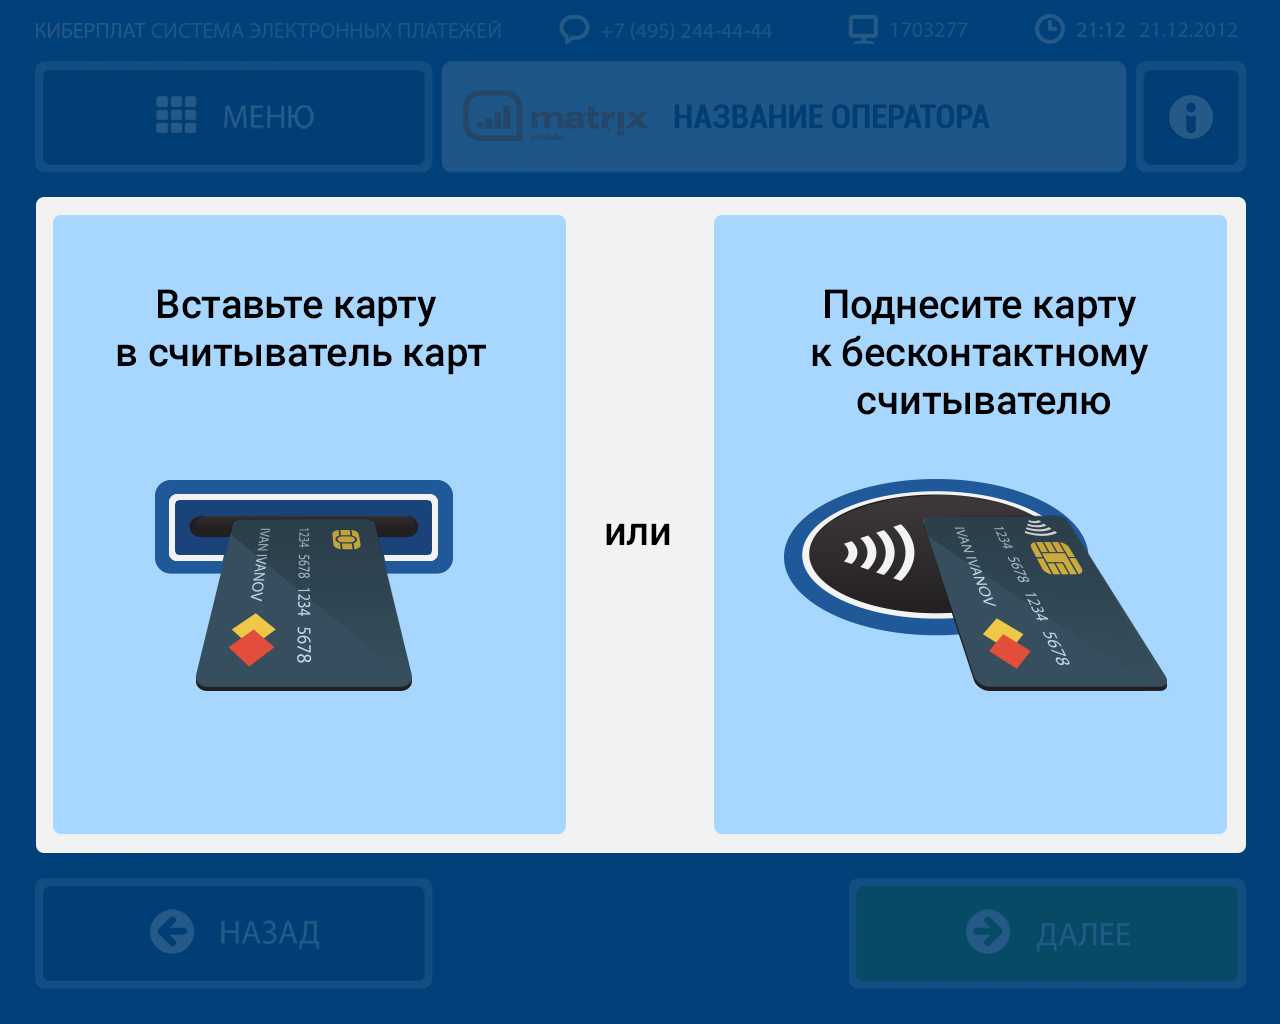 КИБЕРПЛАТ СИСТЕМА ЭЛЕКТРОННЫХ ПЛАТЕЖЕЙ
+7 (495) 244-44-44
1703277
21:12 21.12.2012
МЕНЮ
matrix
mobile
НАЗВАНИЕ ОПЕРАТОРА
Вставьте карту
в считыватель карт
IVAN IVANOV
1234 5678 1234 5678
или
Поднесите карту
к бесконтактному
считывателю
IVAN IVANOV
1234 5678 1234 5678
НАЗАД
ДАЛЕЕ